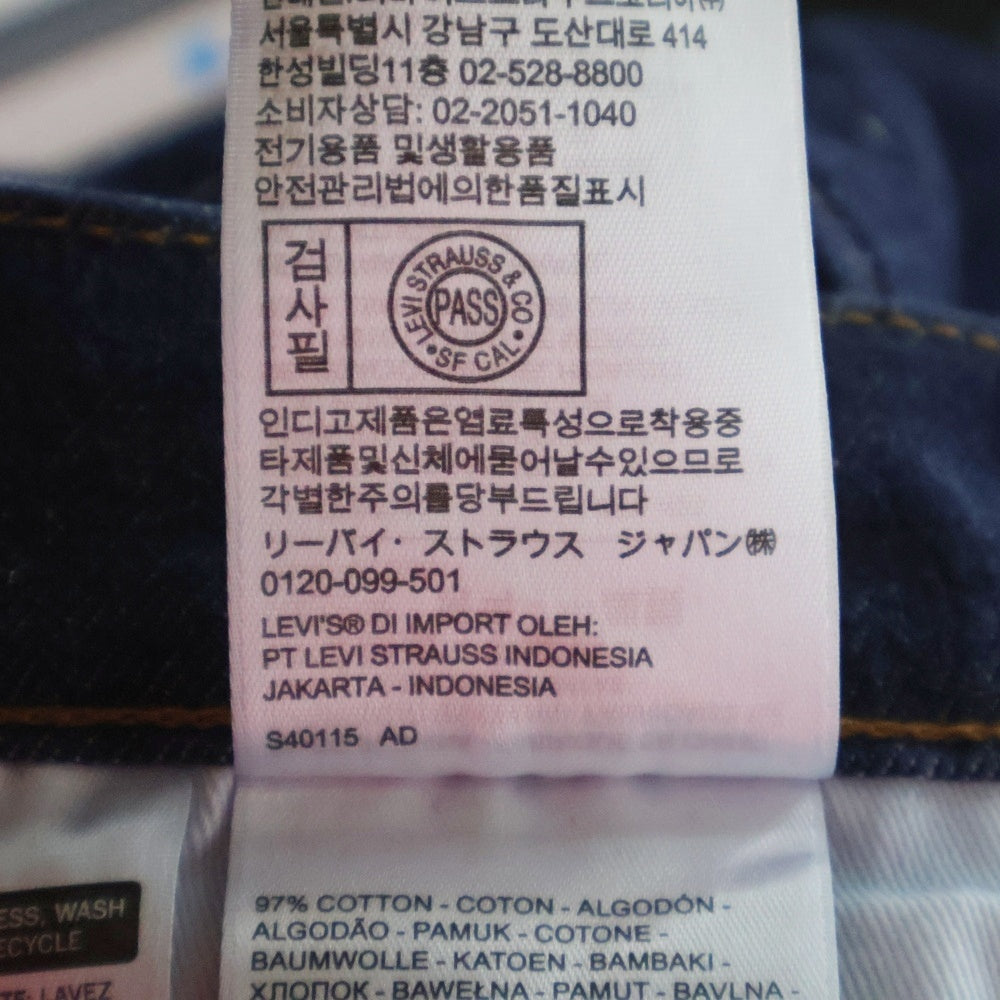 서울특별시 강남구 도산대로 414
한성빌딩11층 02-528-8800
소비자상담: 02-2051-1040
전기용품 및생활용품
안전관리법에의한품질표시
검사필
LEVI STRAUSS & CO
PASS
SF CAL
인디고제품은염료특성으로착용중
타제품및신체에묻어날수있으므로
각별한주의를당부드립니다
リーバイ・ ストラウス ジャパン㈱
0120-099-501
LEVI'S® DI IMPORT OLEH:
PT LEVI STRAUSS INDONESIA
JAKARTA - INDONESIA
S40115 AD
97% COTTON - COTON - ALGODÓN -
ALGODÃO - PAMUK - COTONE -
BAUMWOLLE - KATOEN - BAMBAKI -
ХЛОПОК - BAWEŁNA - PAMUT - BAVLNA -
WASH
LAVEZ